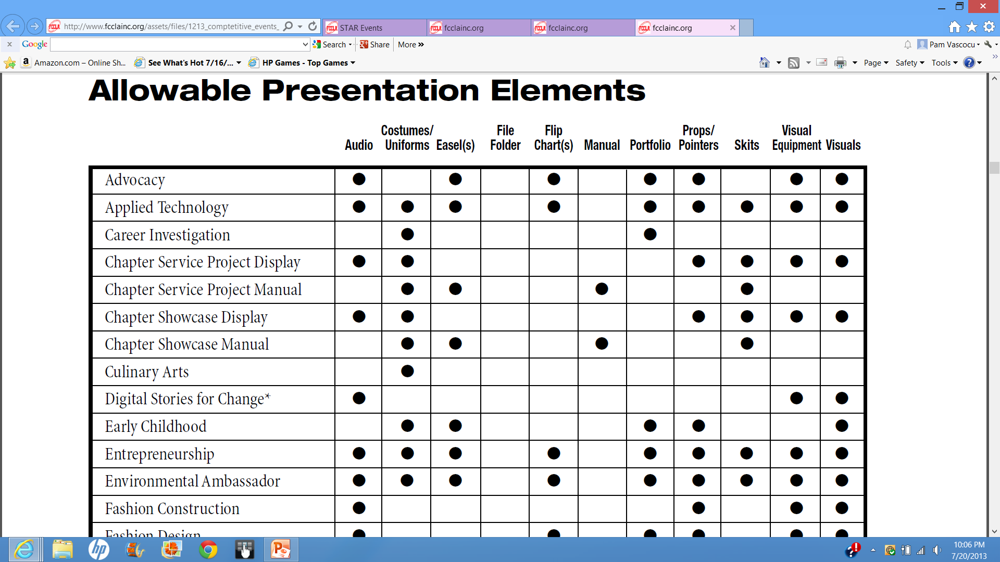 http://www.fcclainc.org/assets/files/1213_comptetitive_events_
STAR Events
fcclainc.org
fcclainc.org
fcclainc.org
x Google Search Share More »
Pam Vascocu
Amazon.com – Online Sh... See What's Hot 7/16/... HP Games - Top Games
Page Safety Tools »
Allowable Presentation Elements
Audio Costumes/ Uniforms Easel(s) File Folder Flip Chart(s) Manual Portfolio Props/ Pointers Skits Visual Equipment Visuals
Advocacy ● ● ● ● ● ● ●
Applied Technology ● ● ● ● ● ● ● ● ●
Career Investigation ● ●
Chapter Service Project Display ● ● ● ● ● ●
Chapter Service Project Manual ● ● ● ●
Chapter Showcase Display ● ● ● ● ● ●
Chapter Showcase Manual ● ● ● ●
Culinary Arts ●
Digital Stories for Change* ● ● ●
Early Childhood ● ● ● ● ●
Entrepreneurship ● ● ● ● ● ● ● ● ●
Environmental Ambassador ● ● ● ● ● ● ● ● ●
Fashion Construction ● ● ● ●
Fashion Design ● ● ● ● ● ●
hp
10:06 PM
7/20/2013